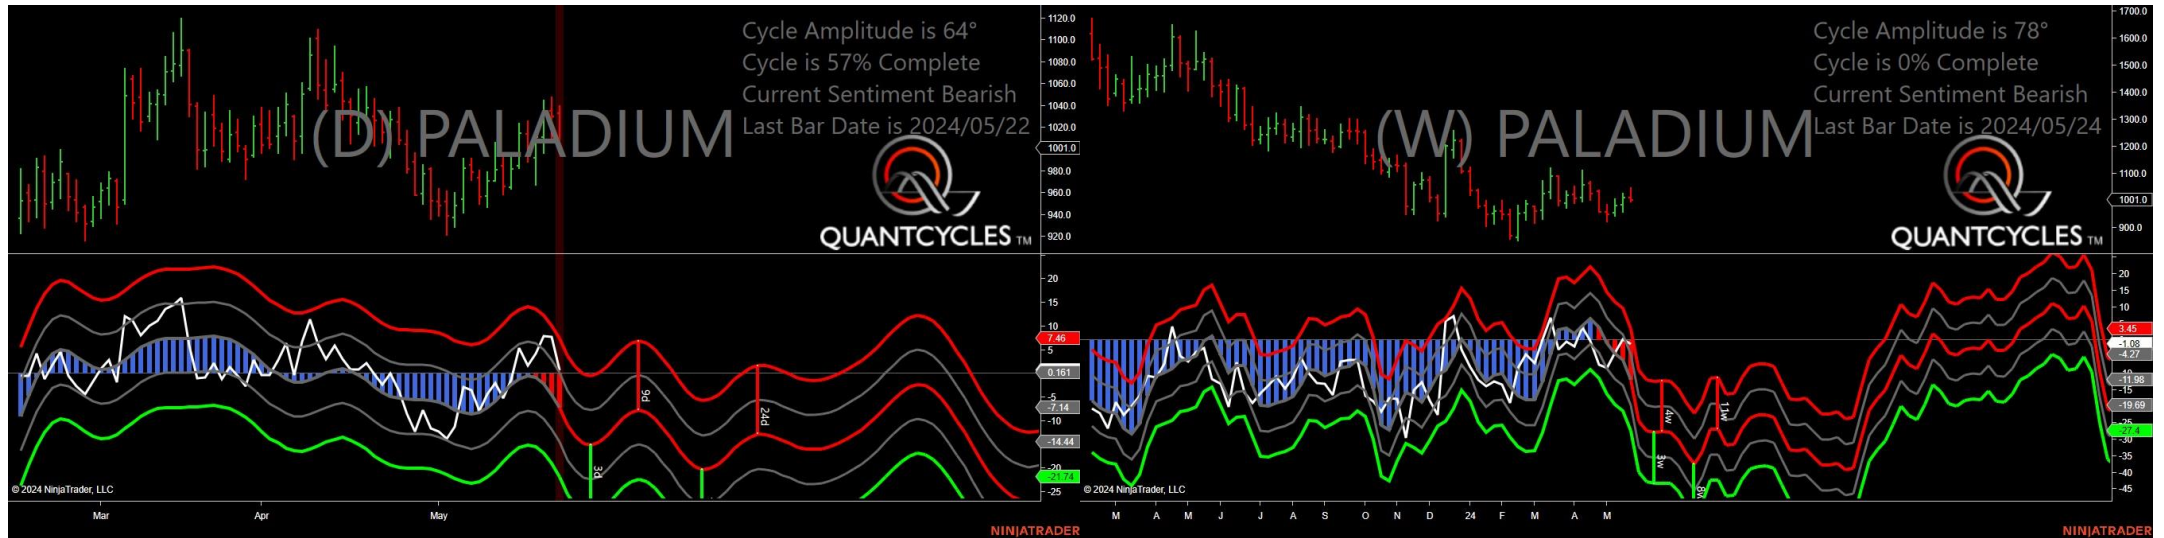 Cycle Amplitude is 64°
Cycle is 57% Complete
Current Sentiment Bearish
Last Bar Date is 2024/05/22
(D) PALADIUM
QUANTCYCLES TM
1120.0
1100.0
1080.0
1060.0
1040.0
1020.0
1001.0
980.0
960.0
940.0
920.0
20
15
10
7.46
5
0.161
-5
-7.14
-10
-14.44
-20
-21.74
-25
9d
24d
3d
© 2024 NinjaTrader, LLC
Mar Apr May
NINJATRADER
Cycle Amplitude is 78°
Cycle is 0% Complete
Current Sentiment Bearish
Last Bar Date is 2024/05/24
(W) PALADIUM
QUANTCYCLES TM
1700.0
1600.0
1500.0
1400.0
1300.0
1200.0
1100.0
1001.0
900.0
20
15
10
3.45
-1.08
-4.27
-11.98
-15
-19.69
-25
-27.4
-30
-35
-40
-45
4w
11w
3w
© 2024 NinjaTrader, LLC
M A M J J A S O N D 24 F M A M
NINJATRADER